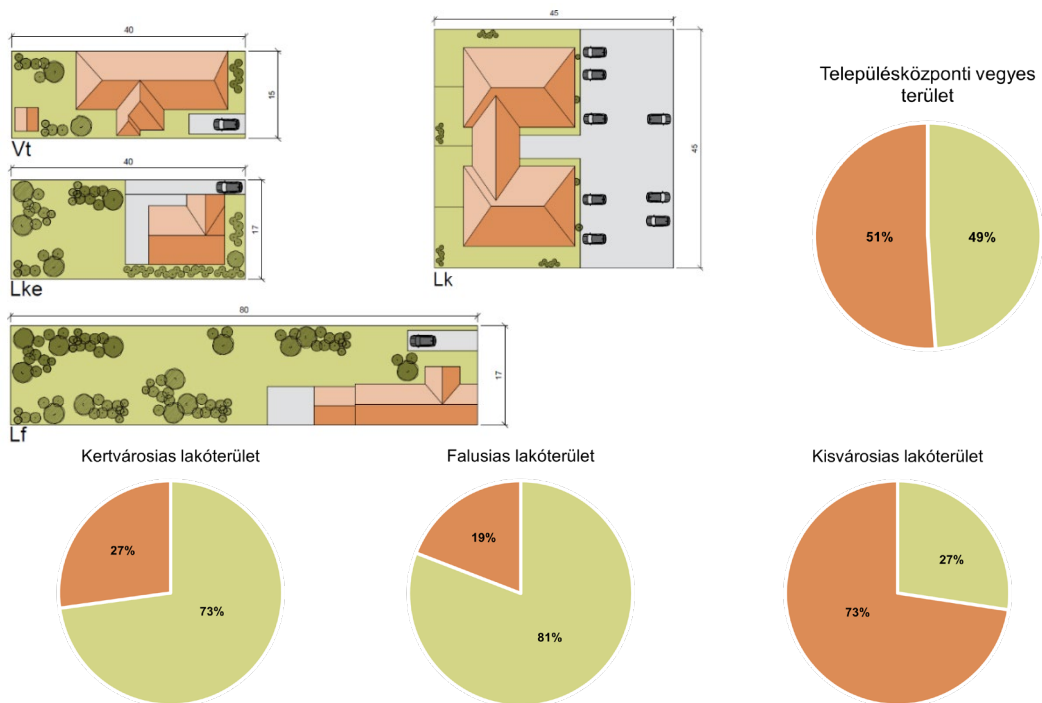 40
15
Vt
40
17
Lke
45
45
Lk
Településközponti vegyes
terület
51%
49%
80
17
Lf
Kertvárosias lakóterület
27%
73%
Falusias lakóterület
19%
81%
Kisvárosias lakóterület
27%
73%